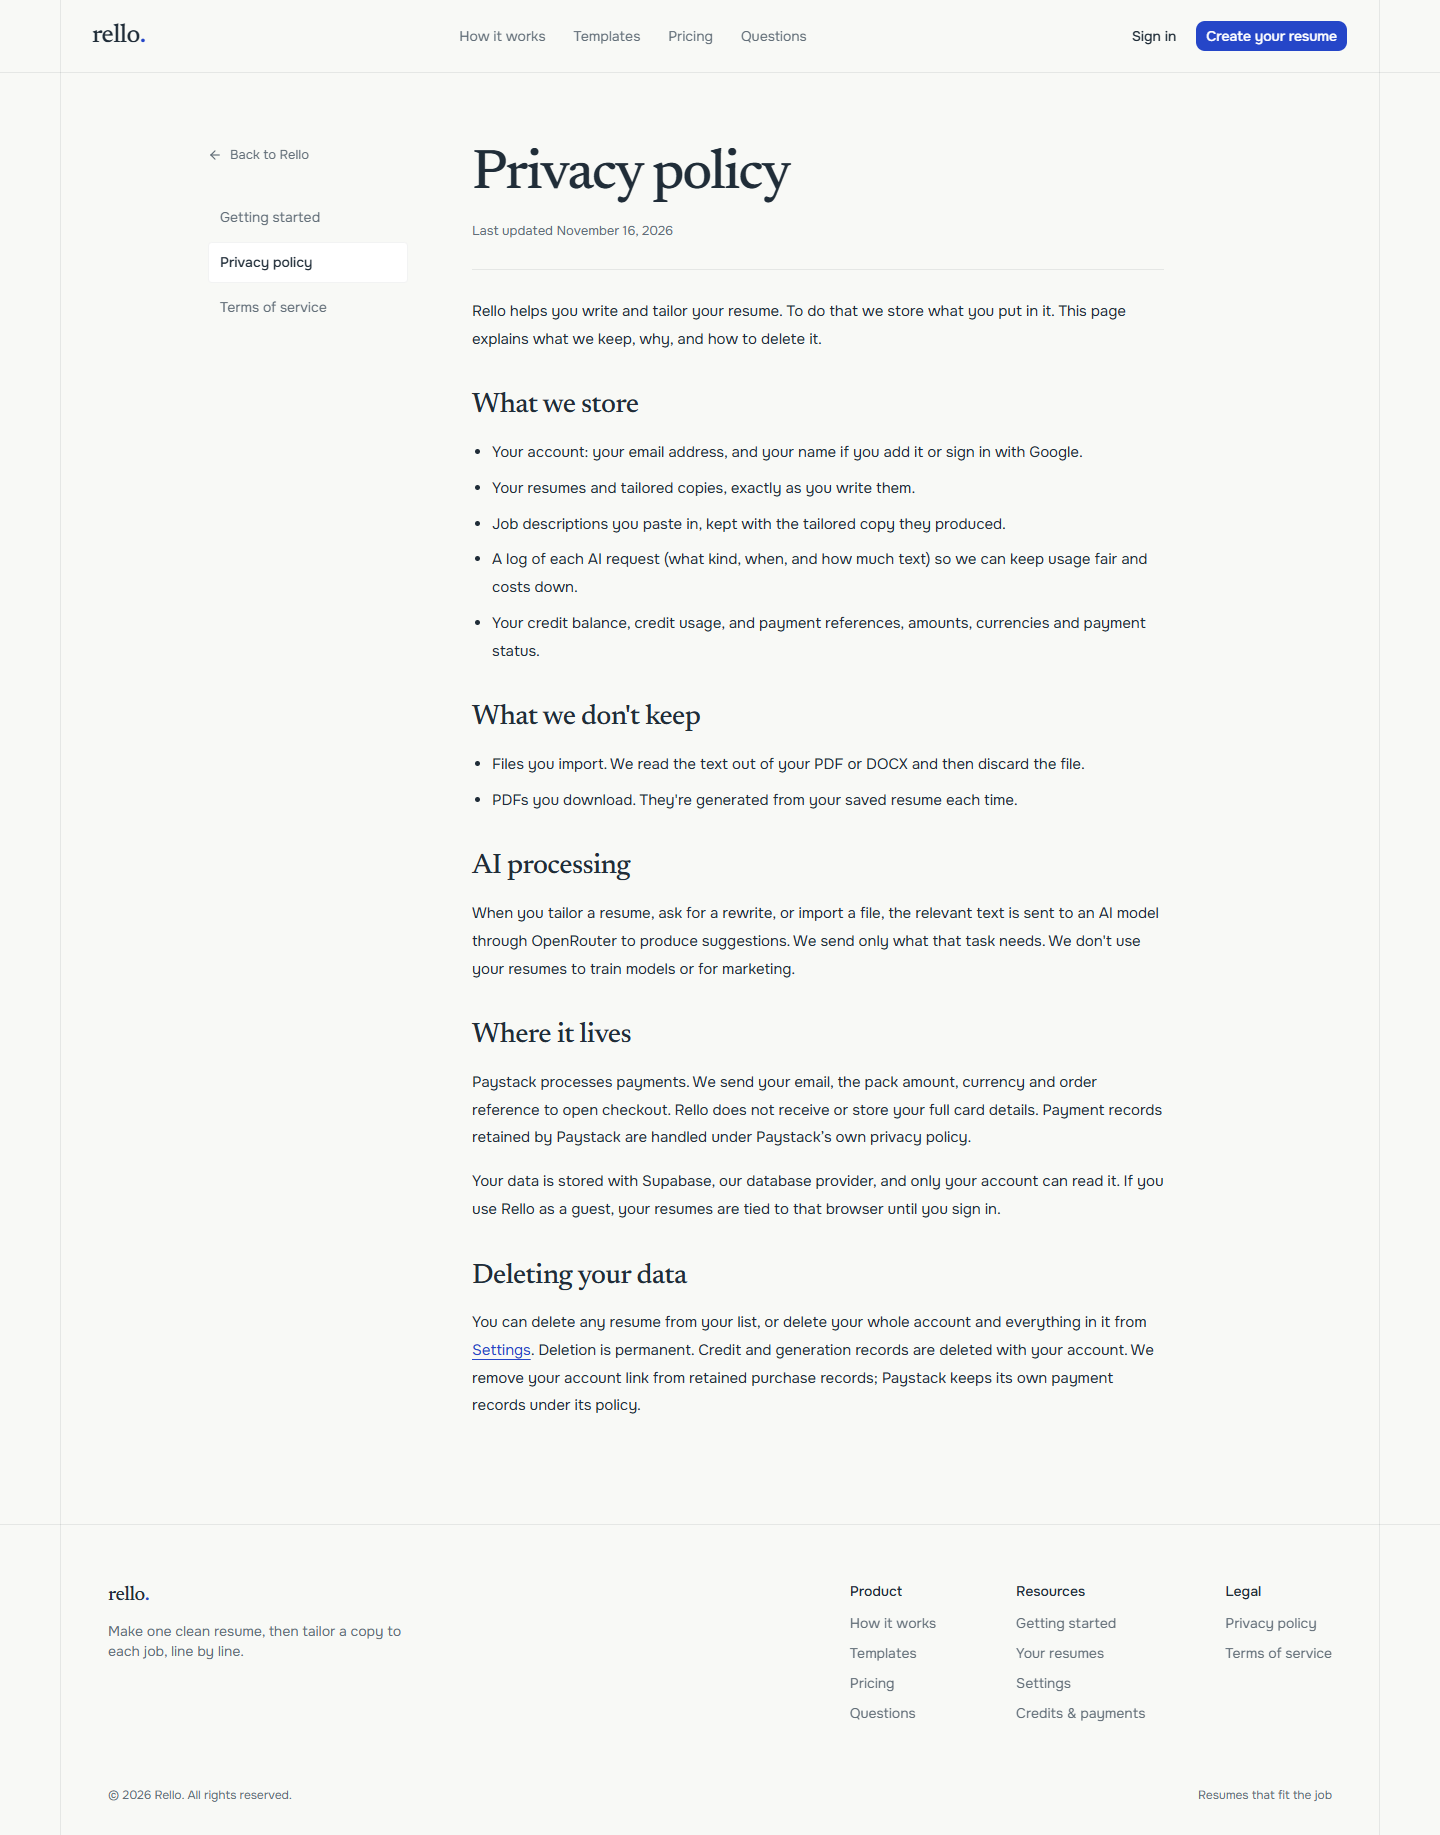 rello.
How it works
Templates
Pricing
Questions
Sign in
Create your resume
Back to Rello
Getting started
Privacy policy
Terms of service
Privacy policy
Last updated November 16, 2026
Rello helps you write and tailor your resume. To do that we store what you put in it. This page
explains what we keep, why, and how to delete it.
What we store
• Your account: your email address, and your name if you add it or sign in with Google.
• Your resumes and tailored copies, exactly as you write them.
• Job descriptions you paste in, kept with the tailored copy they produced.
• A log of each AI request (what kind, when, and how much text) so we can keep usage fair and
costs down.
• Your credit balance, credit usage, and payment references, amounts, currencies and payment
status.
What we don't keep
• Files you import. We read the text out of your PDF or DOCX and then discard the file.
• PDFs you download. They're generated from your saved resume each time.
AI processing
When you tailor a resume, ask for a rewrite, or import a file, the relevant text is sent to an AI model
through OpenRouter to produce suggestions. We send only what that task needs. We don't use
your resumes to train models or for marketing.
Where it lives
Paystack processes payments. We send your email, the pack amount, currency and order
reference to open checkout. Rello does not receive or store your full card details. Payment records
retained by Paystack are handled under Paystack's own privacy policy.
Your data is stored with Supabase, our database provider, and only your account can read it. If you
use Rello as a guest, your resumes are tied to that browser until you sign in.
Deleting your data
You can delete any resume from your list, or delete your whole account and everything in it from
Settings. Deletion is permanent. Credit and generation records are deleted with your account. We
remove your account link from retained purchase records; Paystack keeps its own payment
records under its policy.
rello.
Make one clean resume, then tailor a copy to
each job, line by line.
Product
How it works
Templates
Pricing
Questions
Resources
Getting started
Your resumes
Settings
Credits & payments
Legal
Privacy policy
Terms of service
© 2026 Rello. All rights reserved.
Resumes that fit the job